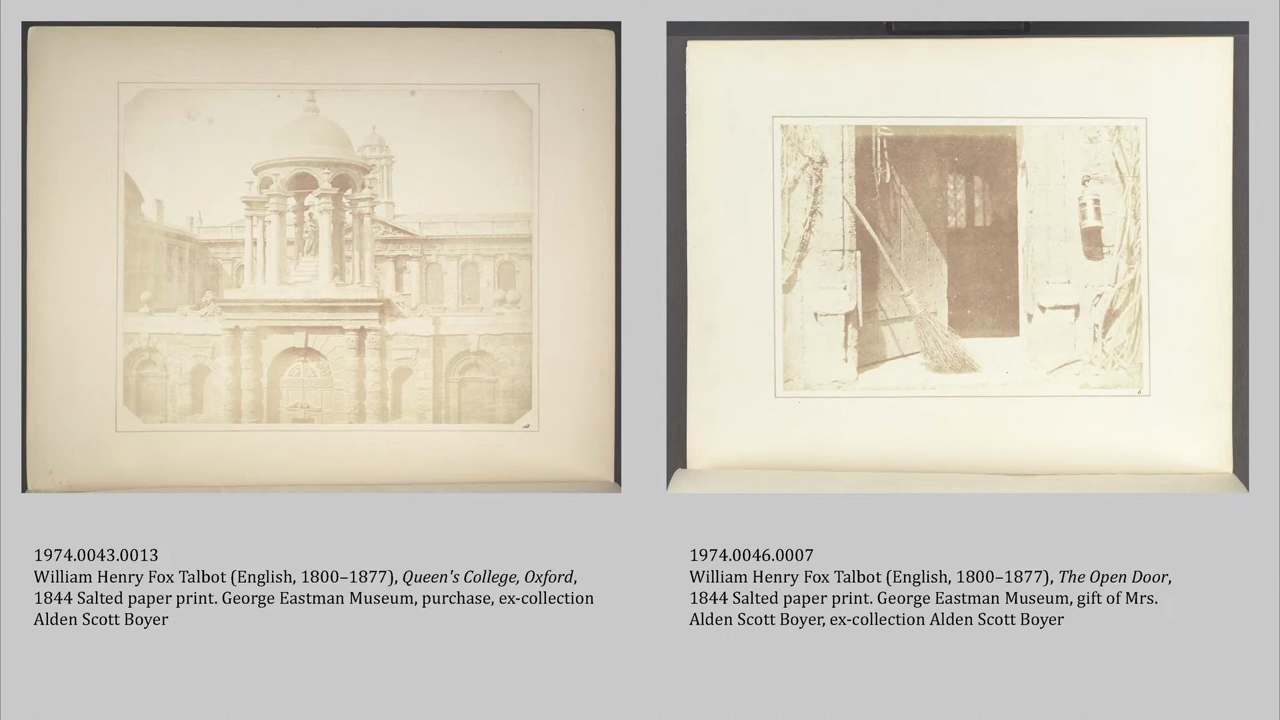 1974.0043.0013
William Henry Fox Talbot (English, 1800–1877), Queen's College, Oxford,
1844 Salted paper print. George Eastman Museum, purchase, ex-collection
Alden Scott Boyer
1974.0046.0007
William Henry Fox Talbot (English, 1800–1877), The Open Door,
1844 Salted paper print. George Eastman Museum, gift of Mrs.
Alden Scott Boyer, ex-collection Alden Scott Boyer